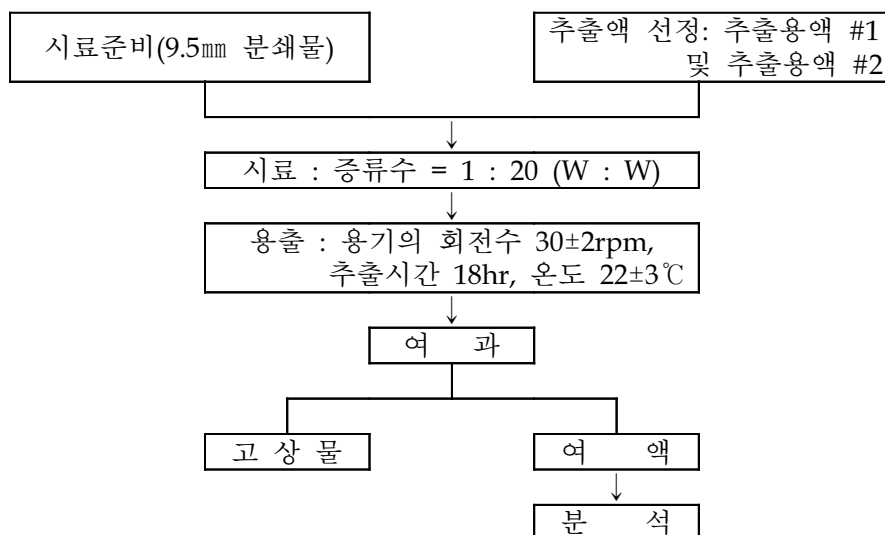 시료준비(9.5㎜ 분쇄물)
추출액 선정: 추출용액 #1
및 추출용액 #2
시료 : 증류수 = 1 : 20 (W : W)
용출 : 용기의 회전수 30±2rpm,
추출시간 18hr, 온도 22±3℃
여 과
고 상 물
여 액
분 석